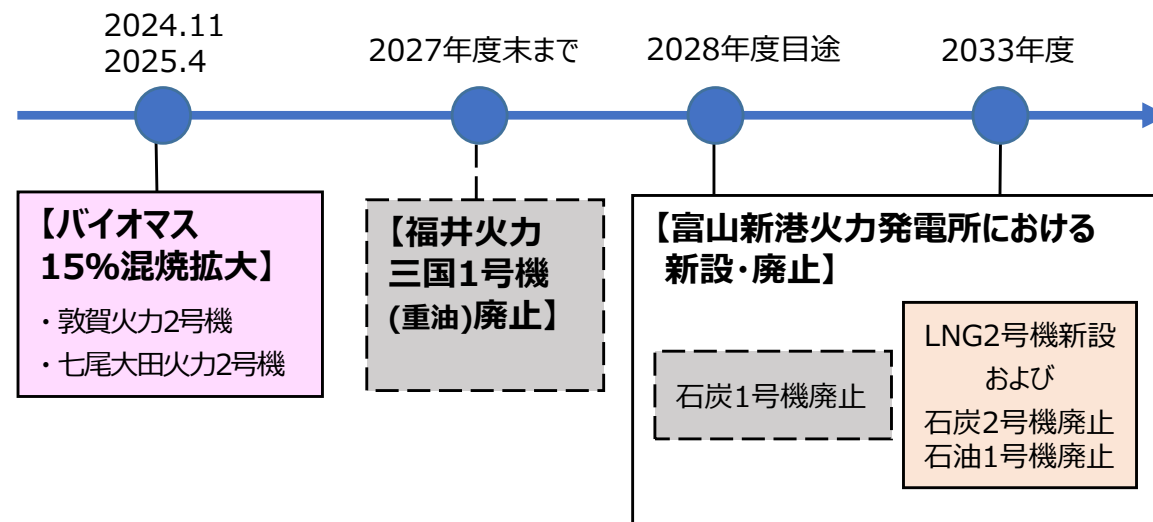 2024.11
2025.4
2027年度末まで
2028年度目途
2033年度
【バイオマス
15%混焼拡大】
・敦賀火力2号機
・七尾大田火力2号機
【福井火力
三国1号機
(重油)廃止】
【富山新港火力発電所における
新設・廃止】
石炭1号機廃止
LNG2号機新設
および
石炭2号機廃止
石油1号機廃止